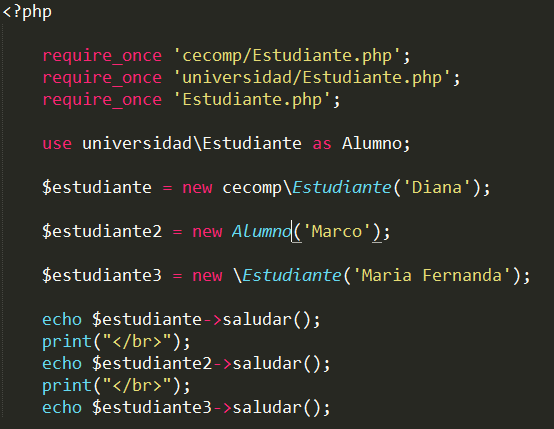 <?php
require_once 'cecomp/Estudiante.php';
require_once 'universidad/Estudiante.php';
require_once 'Estudiante.php';
use universidad\Estudiante as Alumno;
$estudiante = new cecomp\Estudiante('Diana');
$estudiante2 = new Alumno('Marco');
$estudiante3 = new \Estudiante('Maria Fernanda');
echo $estudiante->saludar();
print("</br>");
echo $estudiante2->saludar();
print("</br>");
echo $estudiante3->saludar();